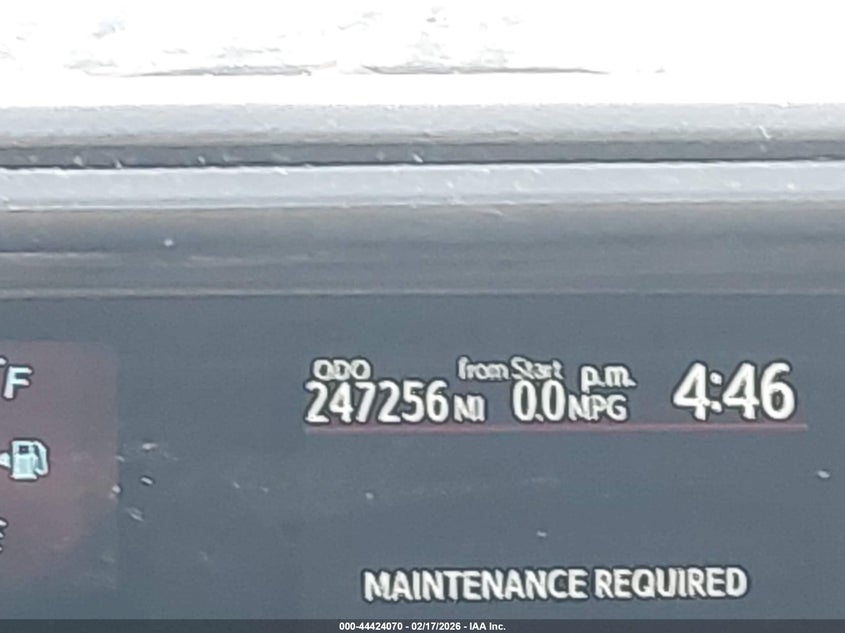 F
ODO from Start p.m. 4:46
247256 MI 0.0 MPG
MAINTENANCE REQUIRED
000-44424070 - 02/17/2026 - IAA Inc.